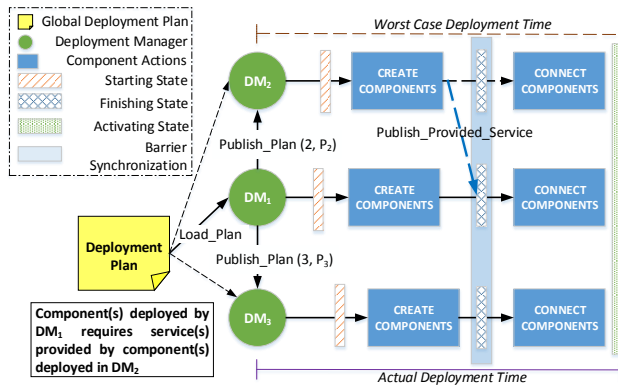 Global Deployment Plan
Deployment Manager
Component Actions
Starting State
Finishing State
Activating State
Barrier
Synchronization
Worst Case Deployment Time
DM2
CREATE
COMPONENTS
CONNECT
COMPONENTS
Publish_Provided_Service
Publish_Plan (2, P2)
DM1
CREATE
COMPONENTS
CONNECT
COMPONENTS
Load_Plan
Deployment
Plan
Publish_Plan (3, P3)
DM3
CREATE
COMPONENTS
CONNECT
COMPONENTS
Component(s) deployed by
DM1 requires service(s)
provided by component(s)
deployed in DM2
Actual Deployment Time